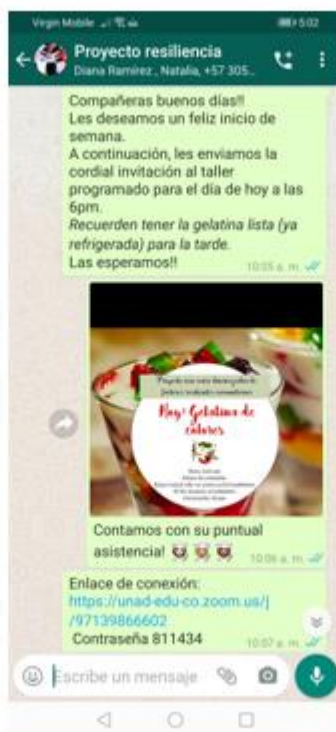 Virgin Mobile
5:02
Proyecto resiliencia
Diana Ramirez, Natalia, +57 305...
Compañeras buenos días!!
Les deseamos un feliz inicio de
semana.
A continuación, les enviamos la
cordial invitación al taller
programado para el día de hoy a las
6pm.
Recuerden tener la gelatina lista (ya
refrigerada) para la tarde.
Las esperamos!!
10:05 a. m.
Hoy: Gelatina de
colores
Contamos con su puntual
asistencia!
10:06 a. m.
Enlace de conexión:
https://unad-edu-co.zoom.us/j
/97139866602
Contraseña 811434
10:07 a. m.
Escribe un mensaje